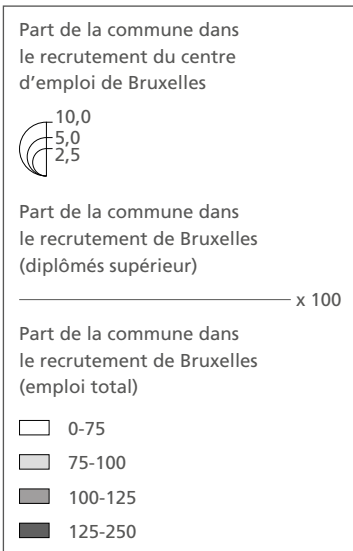 Part de la commune dans
le recrutement du centre
d’emploi de Bruxelles
10,0
5,0
2,5
Part de la commune dans
le recrutement de Bruxelles
(diplômés supérieur)
x 100
Part de la commune dans
le recrutement de Bruxelles
(emploi total)
0-75
75-100
100-125
125-250